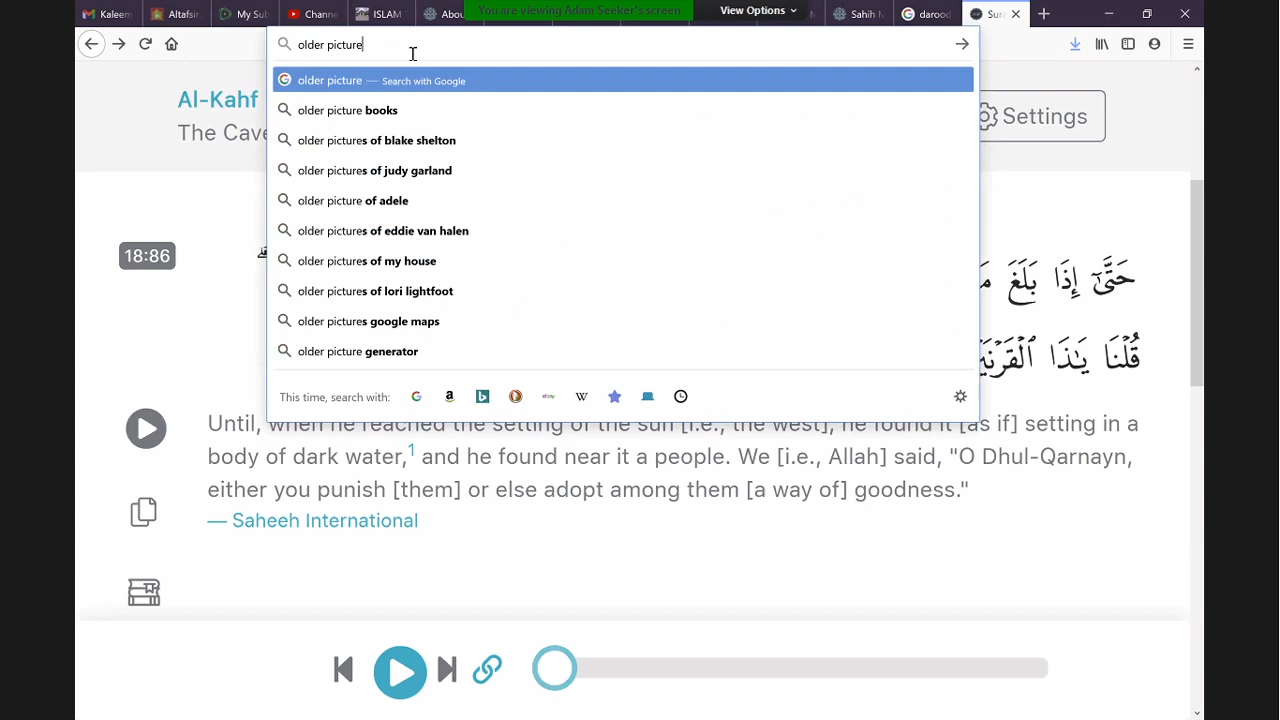 Kaleem
Altafsir
My Su
Channe
ISLAM
Abou
You are viewing Adam Seeker's screen
View Options
Sahih M
darood
Sura
older picture
Al-Kahf
The Cave
Settings
older picture — Search with Google
older picture books
older pictures of blake shelton
older pictures of judy garland
older picture of adele
older pictures of eddie van halen
older pictures of my house
older pictures of lori lightfoot
older pictures google maps
older picture generator
This time, search with:
18:86
حَتَّىٰٓ إِذَا بَلَغَ
قُلْنَا يَـٰذَا ٱلْقَرْنَيْنِ
Until, when he reached the setting of the sun [i.e., the west], he found it [as if] setting in a
body of dark water,1 and he found near it a people. We [i.e., Allah] said, "O Dhul-Qarnayn,
either you punish [them] or else adopt among them [a way of] goodness."
— Saheeh International